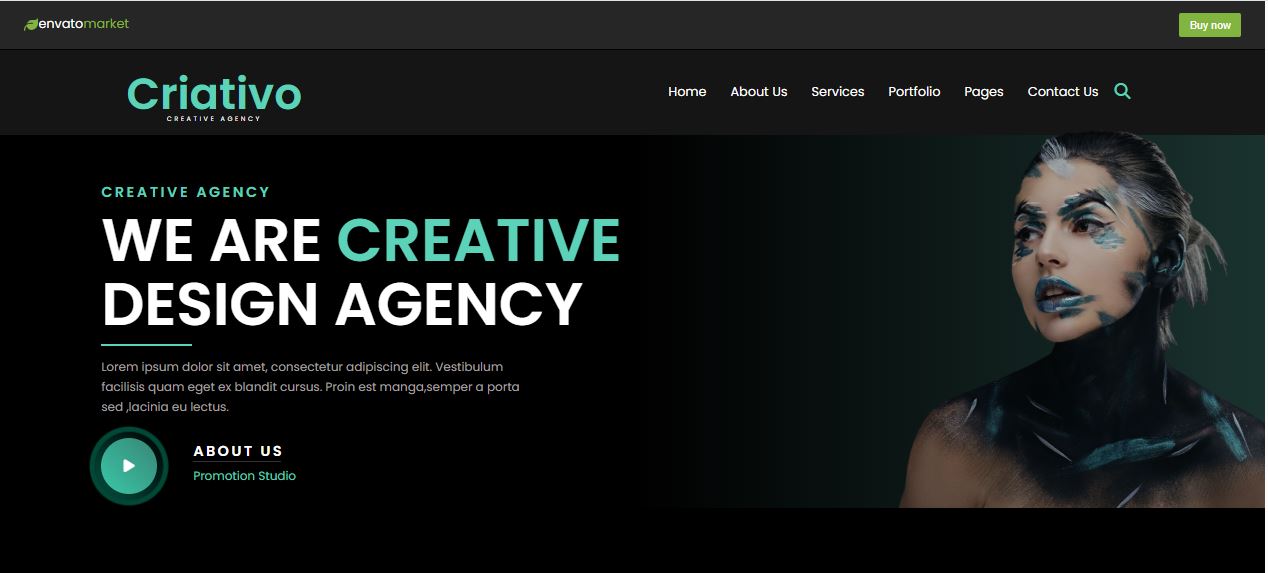 envatomarket
Buy now
Criativo
CREATIVE AGENCY
Home About Us Services Portfolio Pages Contact Us
CREATIVE AGENCY
WE ARE CREATIVE
DESIGN AGENCY
Lorem ipsum dolor sit amet, consectetur adipiscing elit. Vestibulum
facilisis quam eget ex blandit cursus. Proin est manga,semper a porta
sed ,lacinia eu lectus.
ABOUT US
Promotion Studio